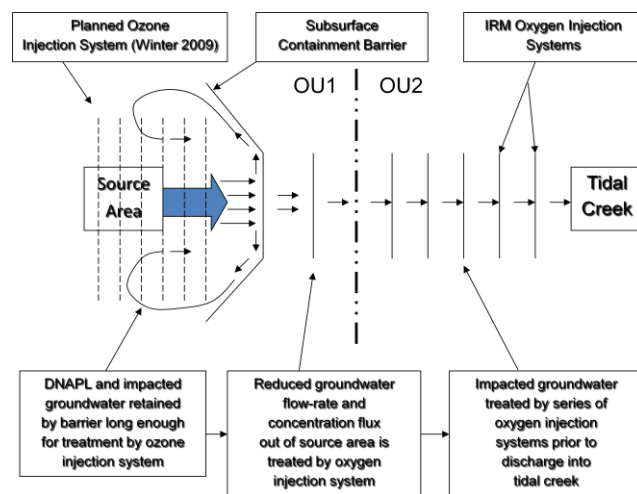 Planned Ozone
Injection System (Winter 2009)
Subsurface
Containment Barrier
IRM Oxygen Injection
Systems
OU1
OU2
Source
Area
Tidal
Creek
DNAPL and impacted
groundwater retained
by barrier long enough
for treatment by ozone
injection system
Reduced groundwater
flow-rate and
concentration flux
out of source area is
treated by oxygen
injection system
Impacted groundwater
treated by series of
oxygen injection
systems prior to
discharge into
tidal creek